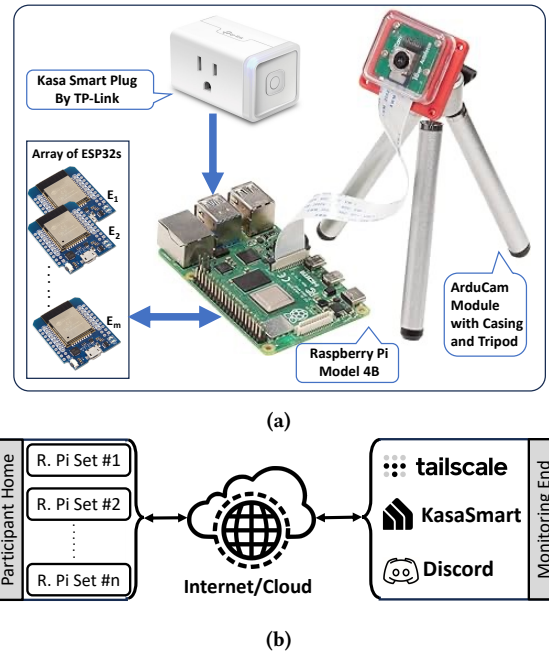 Kasa Smart Plug
By TP-Link
Array of ESP32s
E1
E2
Em
ArduCam
Module
with Casing
and Tripod
Raspberry Pi
Model 4B
(a)
Participant Home
R. Pi Set #1
R. Pi Set #2
R. Pi Set #n
Internet/Cloud
tailscale
KasaSmart
Discord
Monitoring End
(b)